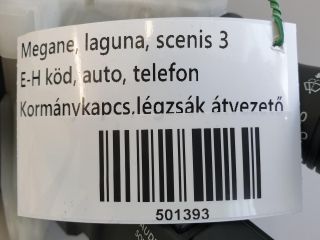 Megane, laguna, scenis 3
E-H köd, auto, telefon
Kormánykapcs.légzsák átvezető
501393